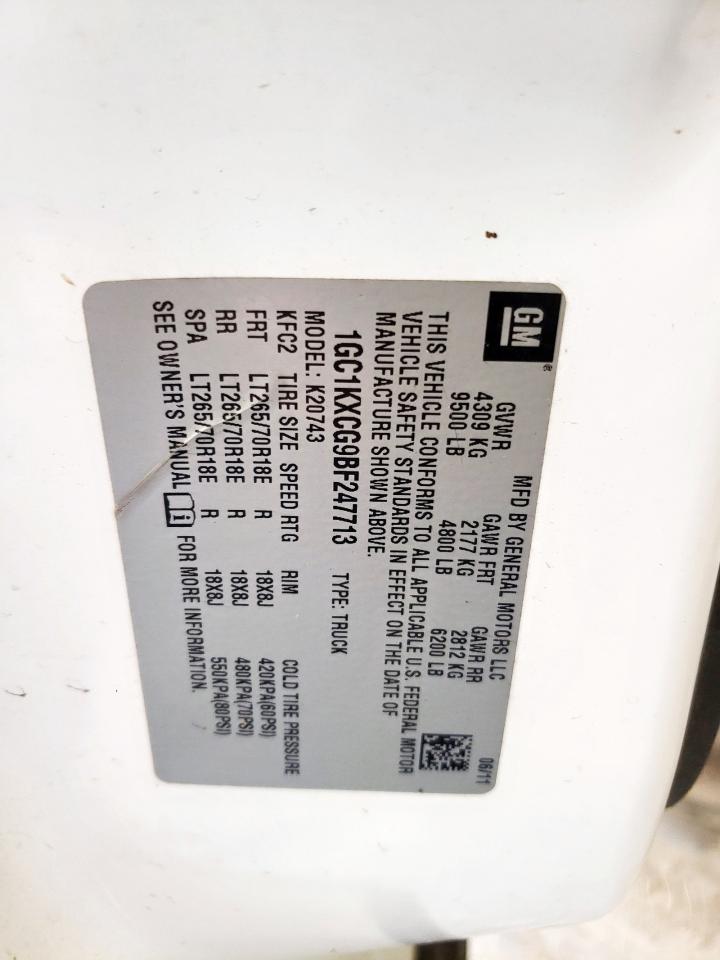 GM®
MFD BY GENERAL MOTORS LLC 06/11
GVWR GAWR FRT GAWR RR
4309 KG 2177 KG 2812 KG
9500 LB 4800 LB 6200 LB
THIS VEHICLE CONFORMS TO ALL APPLICABLE U.S. FEDERAL MOTOR
VEHICLE SAFETY STANDARDS IN EFFECT ON THE DATE OF
MANUFACTURE SHOWN ABOVE.
1GC1KXCG9BF247713 TYPE: TRUCK
MODEL: K20743
KFC2 TIRE SIZE SPEED RTG RIM COLD TIRE PRESSURE
FRT LT265/70R18E R 18X8J 420KPA(60PSI)
RR LT265/70R18E R 18X8J 480KPA(70PSI)
SPA LT265/70R18E R 18X8J 550KPA(80PSI)
SEE OWNER'S MANUAL i FOR MORE INFORMATION.